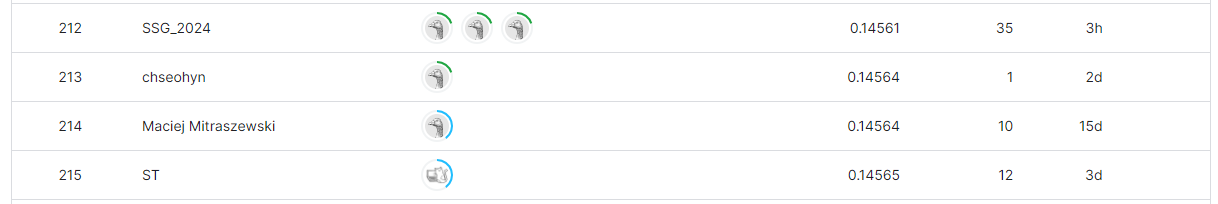 212 SSG_2024 0.14561 35 3h
213 chseohyn 0.14564 1 2d
214 Maciej Mitraszewski 0.14564 10 15d
215 ST 0.14565 12 3d